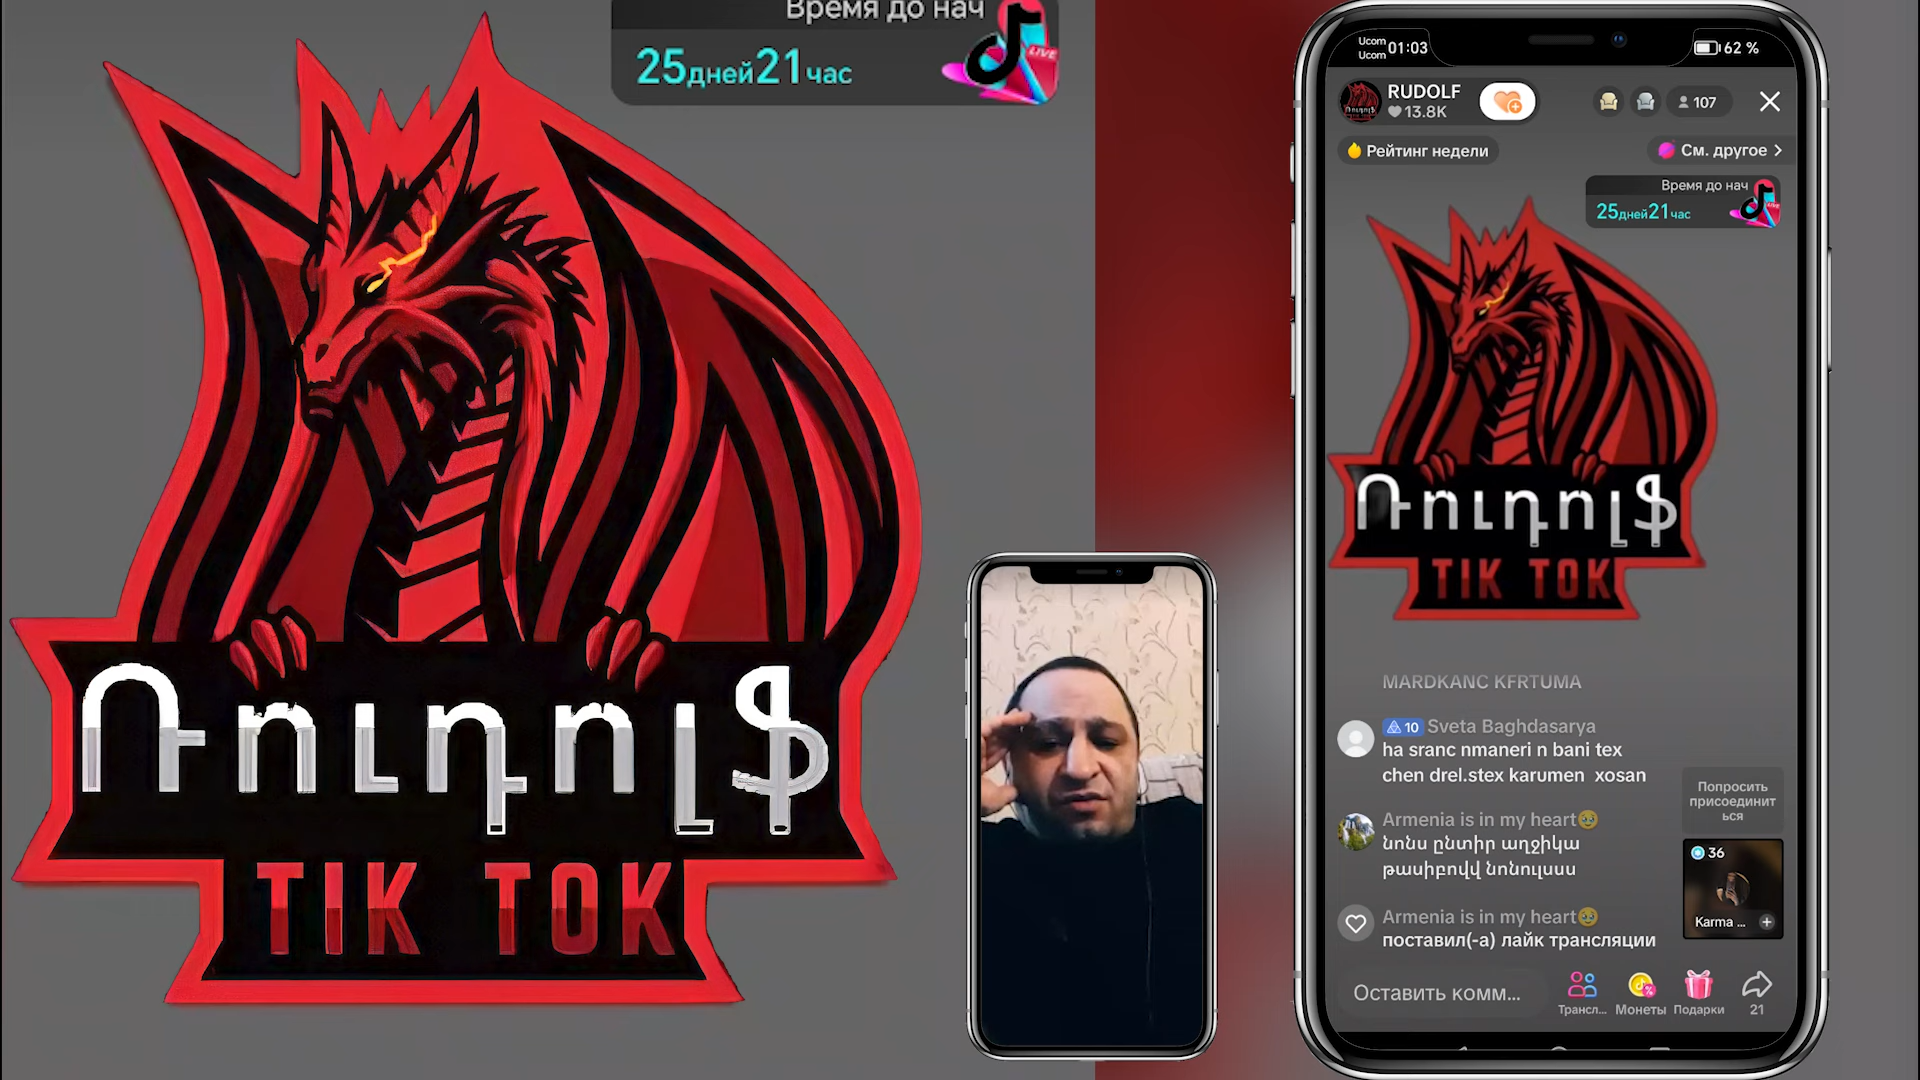 Время до нач
25дней21час
LIVE
Ռուդոլֆ
TIK TOK
Ucom
Ucom
01:03
62 %
RUDOLF
13.8K
107
Рейтинг недели
См. другое
Время до нач
25дней21час
LIVE
Ռուդոլֆ
TIK TOK
MARDKANC KFRTUMA
10 Sveta Baghdasarya
ha sranc nmaneri n bani tex
chen drel.stex karumen xosan
Попросить
присоединит
ься
Armenia is in my heart🥹
նոնս ընտիր աղջիկա
թասիբովվ նոնուլսսս
36
Karma ...
Armenia is in my heart🥹
поставил(-а) лайк трансляции
Оставить комм...
Трансл...
Монеты
Подарки
21